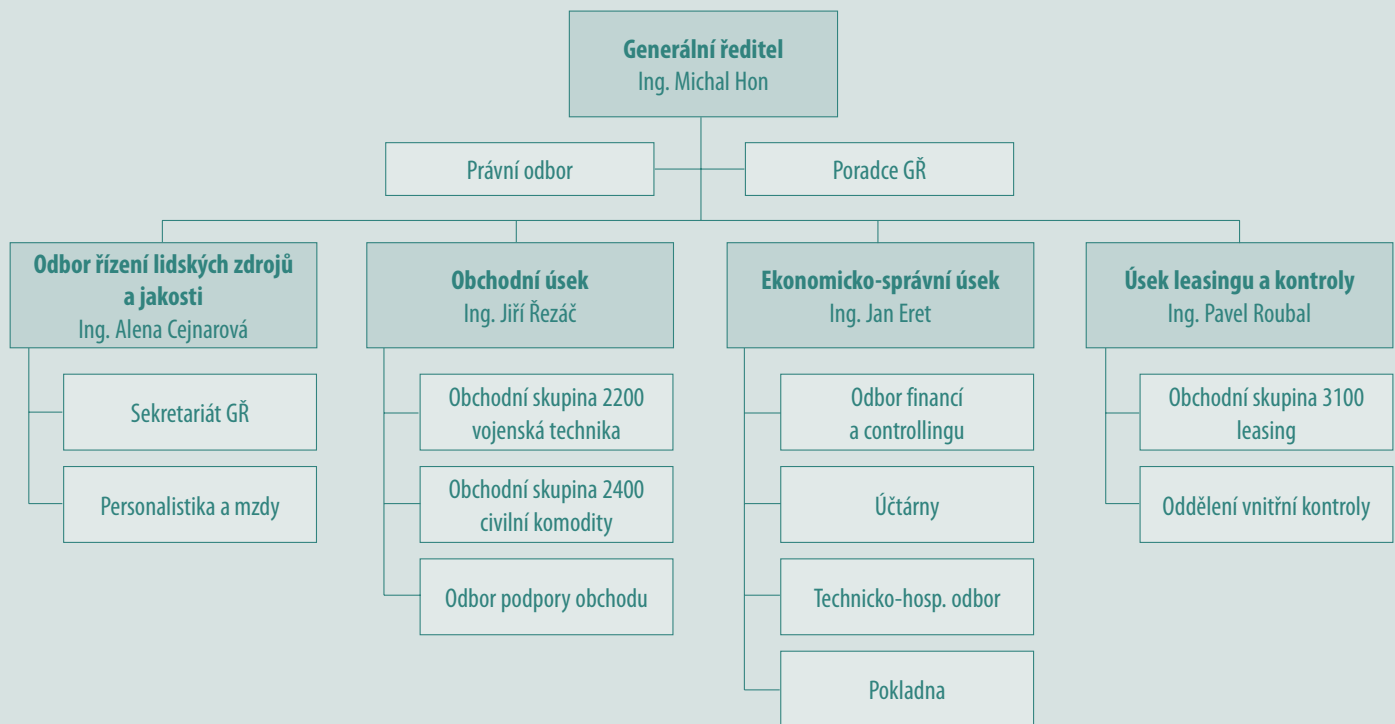 Generální ředitel
Ing. Michal Hon
Právní odbor
Poradce GŘ
Odbor řízení lidských zdrojů
a jakosti
Ing. Alena Cejnarová
Obchodní úsek
Ing. Jiří Řezáč
Ekonomicko-správní úsek
Ing. Jan Eret
Úsek leasingu a kontroly
Ing. Pavel Roubal
Sekretariát GŘ
Personalistika a mzdy
Obchodní skupina 2200
vojenská technika
Obchodní skupina 2400
civilní komodity
Odbor podpory obchodu
Odbor financí
a controllingu
Účtárny
Technicko-hosp. odbor
Pokladna
Obchodní skupina 3100
leasing
Oddělení vnitřní kontroly